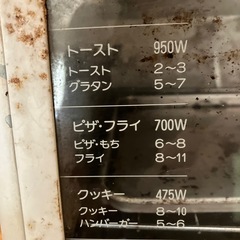 トースト 950W
トースト 2～3
グラタン 5～7
ピザ・フライ 700W
ピザ・もち 6～8
フライ 8～11
クッキー 475W
クッキー 8～10
ハンバーガー 5～6